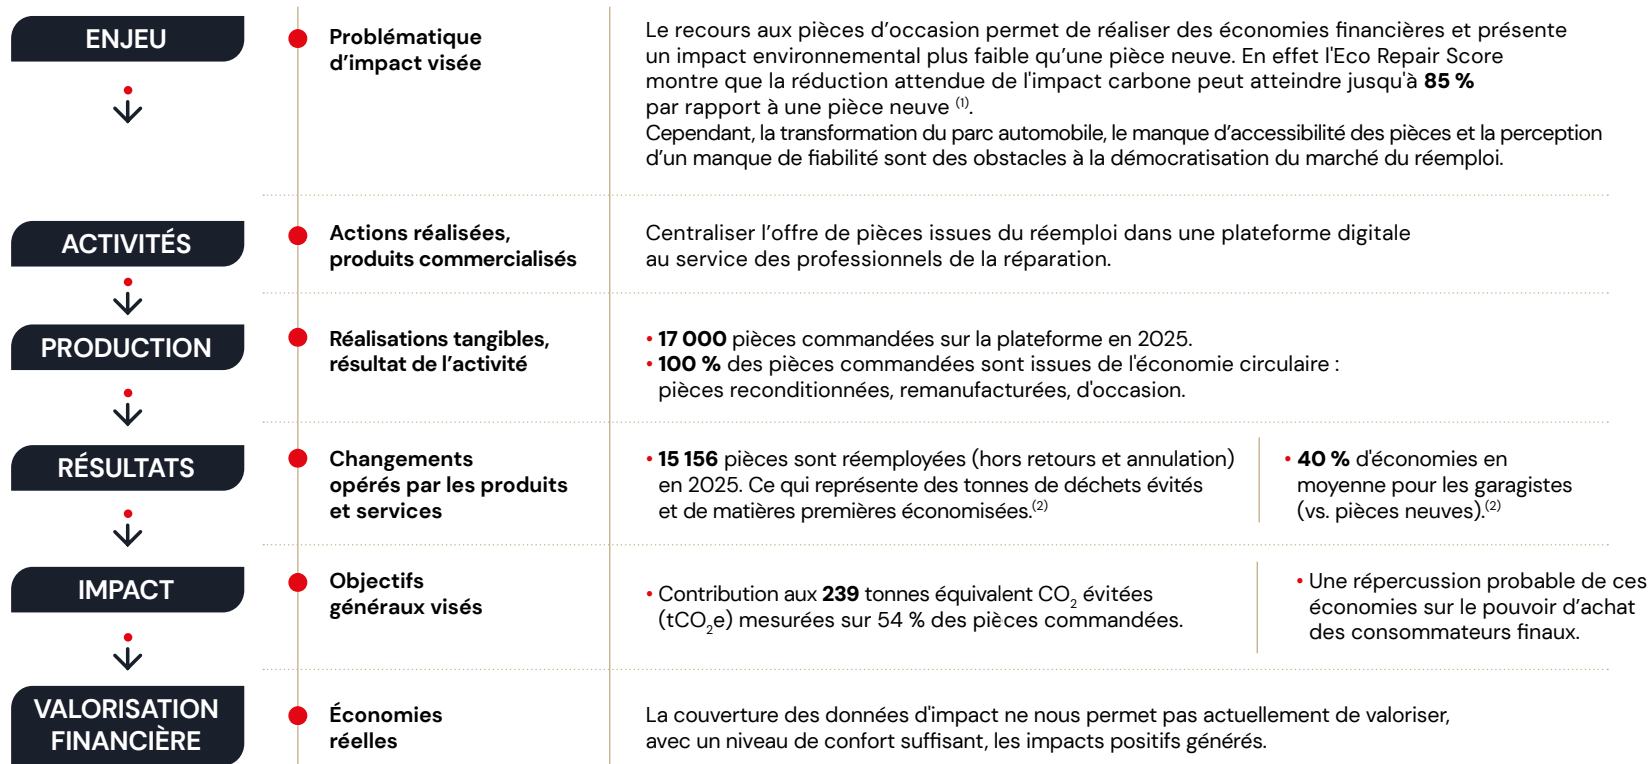 ENJEU
Problématique
d’impact visée
Le recours aux pièces d’occasion permet de réaliser des économies financières et présente
un impact environnemental plus faible qu’une pièce neuve. En effet l'Eco Repair Score
montre que la réduction attendue de l'impact carbone peut atteindre jusqu'à 85 %
par rapport à une pièce neuve (1).
Cependant, la transformation du parc automobile, le manque d’accessibilité des pièces et la perception
d’un manque de fiabilité sont des obstacles à la démocratisation du marché du réemploi.
ACTIVITÉS
Actions réalisées,
produits commercialisés
Centraliser l’offre de pièces issues du réemploi dans une plateforme digitale
au service des professionnels de la réparation.
PRODUCTION
Réalisations tangibles,
résultat de l’activité
• 17 000 pièces commandées sur la plateforme en 2025.
• 100 % des pièces commandées sont issues de l'économie circulaire :
pièces reconditionnées, remanufacturées, d'occasion.
RÉSULTATS
Changements
opérés par les produits
et services
• 15 156 pièces sont réemployées (hors retours et annulation)
en 2025. Ce qui représente des tonnes de déchets évités
et de matières premières économisées.(2)
• 40 % d'économies en
moyenne pour les garagistes
(vs. pièces neuves).(2)
IMPACT
Objectifs
généraux visés
• Contribution aux 239 tonnes équivalent CO2 évitées
(tCO2e) mesurées sur 54 % des pièces commandées.
• Une répercussion probable de ces
économies sur le pouvoir d’achat
des consommateurs finaux.
VALORISATION
FINANCIÈRE
Économies
réelles
La couverture des données d'impact ne nous permet pas actuellement de valoriser,
avec un niveau de confort suffisant, les impacts positifs générés.